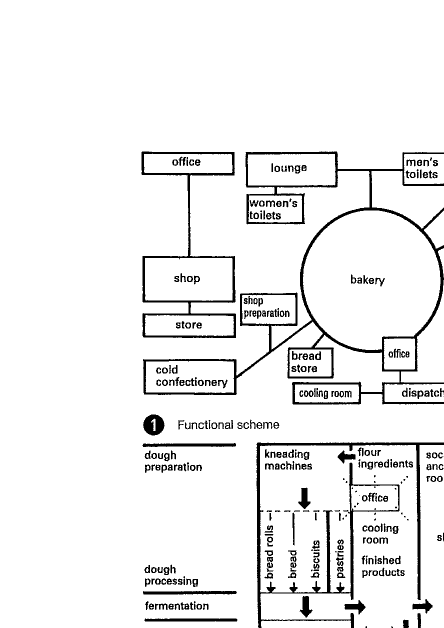 office
lounge
men's
toilets
women's
toilets
bakery
shop
shop
preparation
store
bread
store
office
cold
confectionery
cooling room
dispatch
1 Functional scheme
dough
preparation
kneading
machines
flour
ingredients
office
cooling
room
finished
products
bread rolls
bread
biscuits
pastries
dough
processing
fermentation